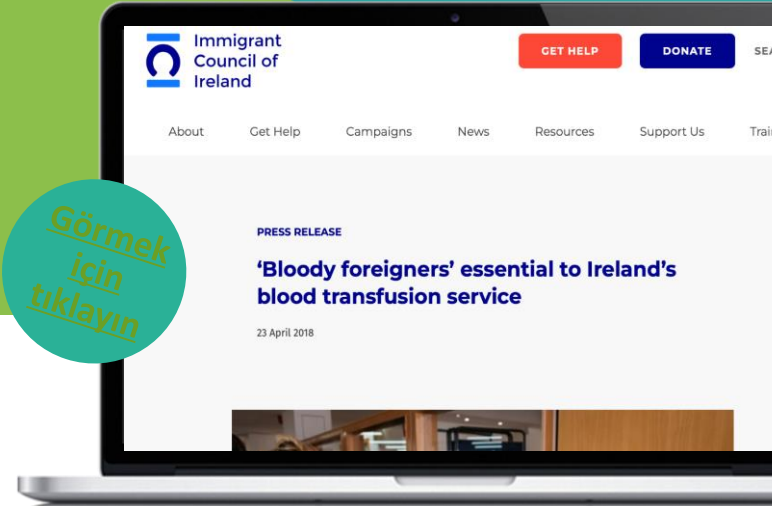 Immigrant
Council of
Ireland
GET HELP
DONATE
About
Get Help
Campaigns
News
Resources
Support Us
PRESS RELEASE
‘Bloody foreigners’ essential to Ireland’s
blood transfusion service
23 April 2018
Görmek
için
tıklayın